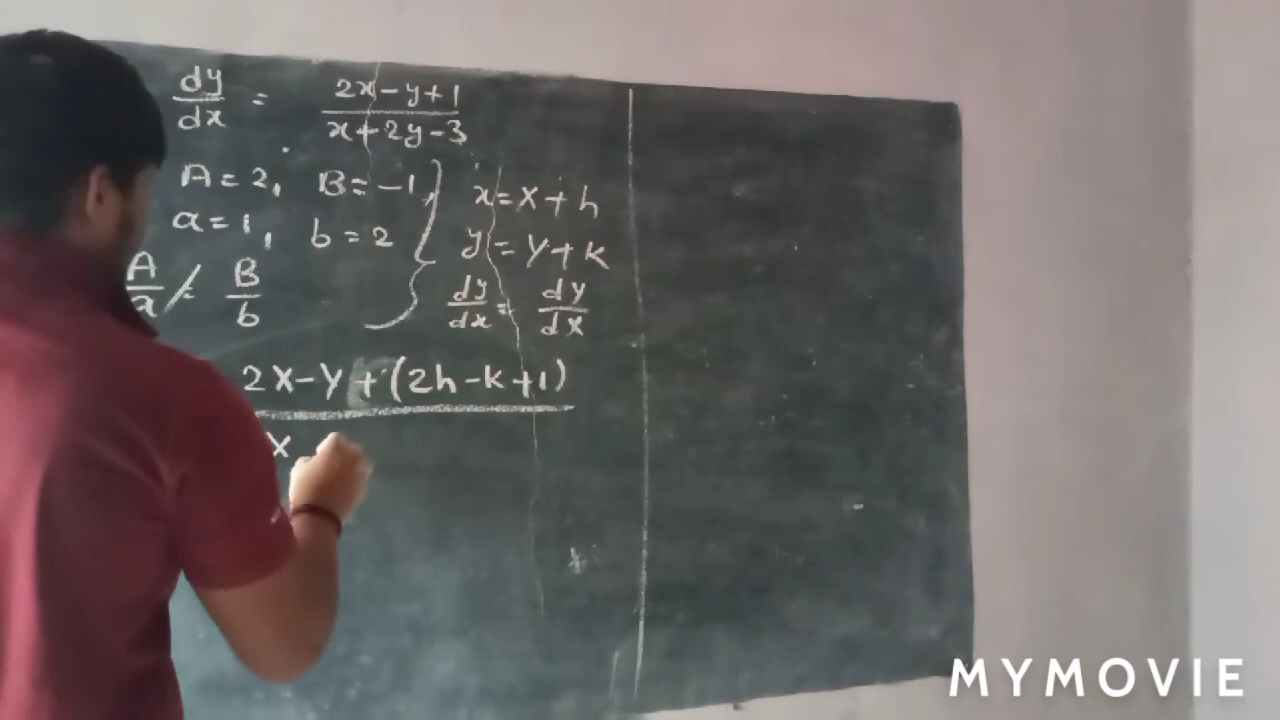 dy/dx = (2x-y+1)/(x+2y-3)
A=2, B=-1,
a=1, b=2
A/a ≠ B/b
x=X+h
y=Y+k
dy/dx = dY/dX
2X-Y+(2h-k+1)
X
MYMOVIE